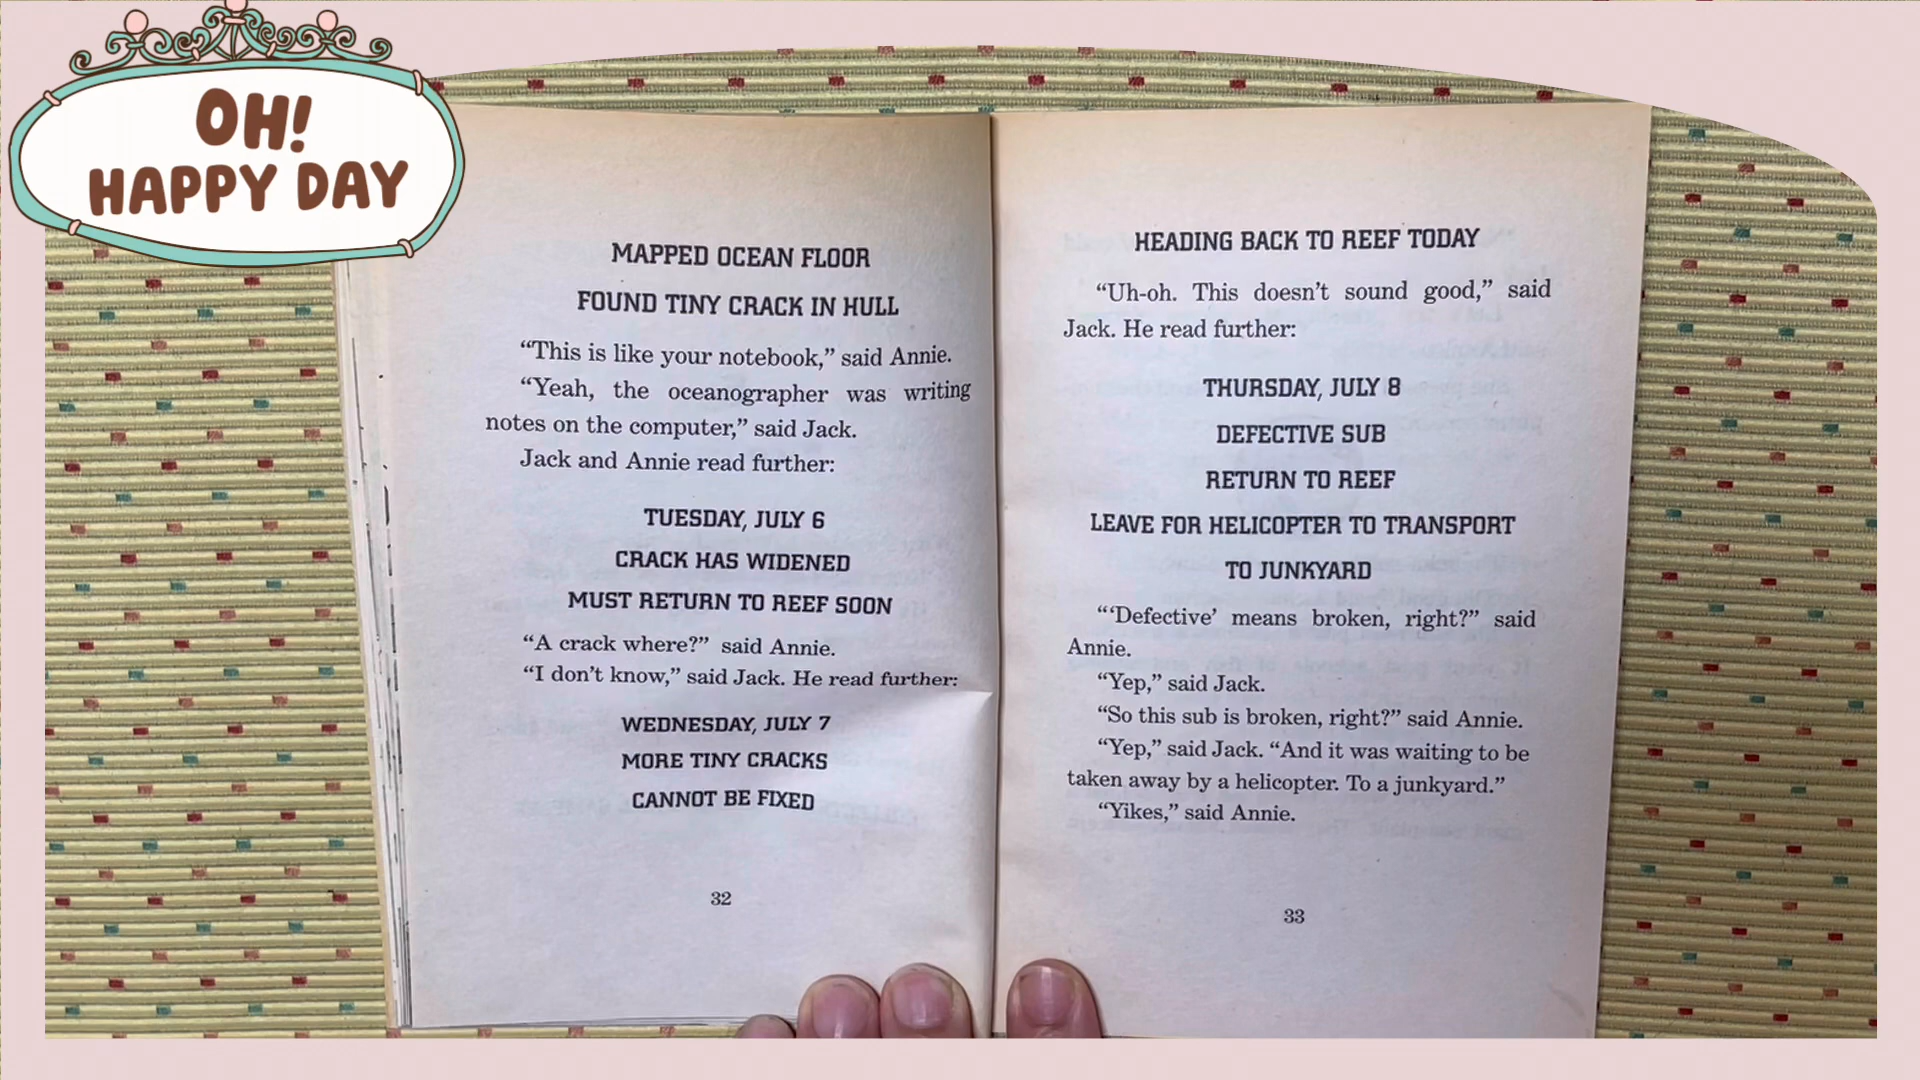 OH!
HAPPY DAY
MAPPED OCEAN FLOOR
FOUND TINY CRACK IN HULL
“This is like your notebook,” said Annie.
“Yeah, the oceanographer was writing
notes on the computer,” said Jack.
Jack and Annie read further:
TUESDAY, JULY 6
CRACK HAS WIDENED
MUST RETURN TO REEF SOON
“A crack where?” said Annie.
“I don’t know,” said Jack. He read further:
WEDNESDAY, JULY 7
MORE TINY CRACKS
CANNOT BE FIXED
32
HEADING BACK TO REEF TODAY
“Uh-oh. This doesn’t sound good,” said
Jack. He read further:
THURSDAY, JULY 8
DEFECTIVE SUB
RETURN TO REEF
LEAVE FOR HELICOPTER TO TRANSPORT
TO JUNKYARD
“‘Defective’ means broken, right?” said
Annie.
“Yep,” said Jack.
“So this sub is broken, right?” said Annie.
“Yep,” said Jack. “And it was waiting to be
taken away by a helicopter. To a junkyard.”
“Yikes,” said Annie.
33